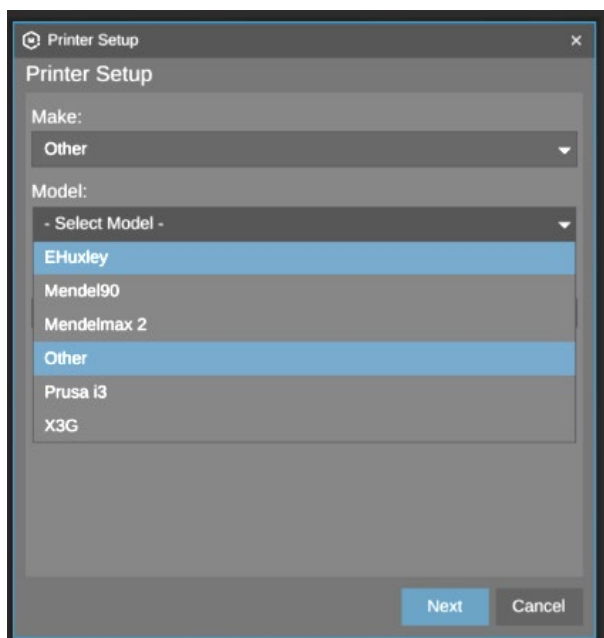 Printer Setup
Printer Setup
Make:
Other
Model:
- Select Model -
EHuxley
Mendel90
Mendelmax 2
Other
Prusa i3
X3G
Next Cancel